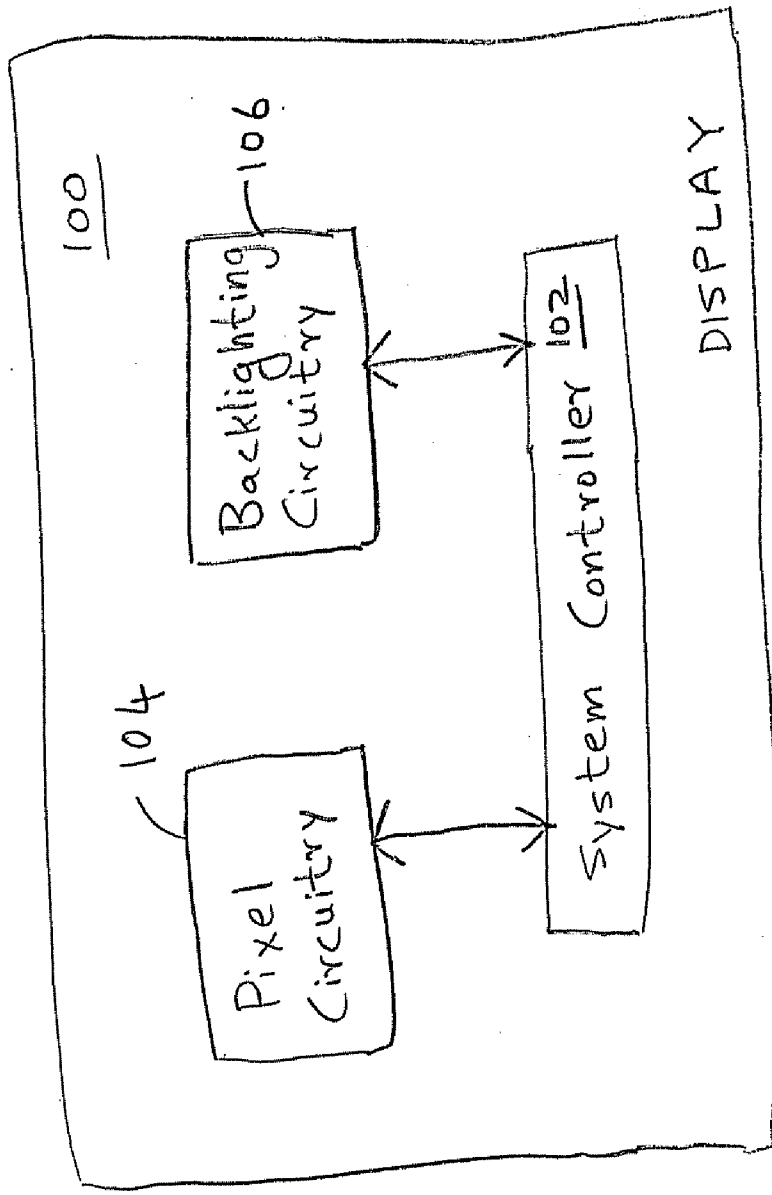 100
104
Pixel
Circuitry
Backlighting
Circuitry
106
System Controller 102
DISPLAY